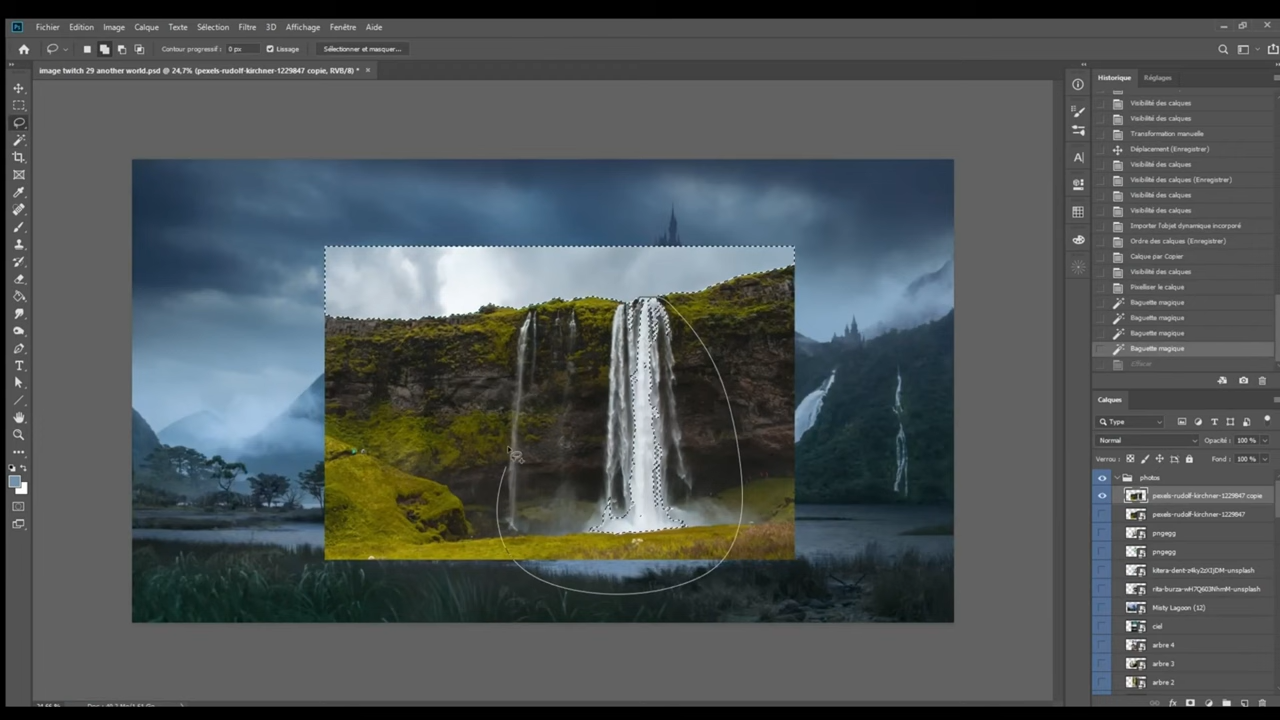 Ps Fichier Edition Image Calque Texte Sélection Filtre 3D Affichage Fenêtre Aide
Contour progressif : 0 px Lissage Sélectionner et masquer...
image twitch 29 another world.psd @ 24,7% (pexels-rudolf-kirchner-1229847 copie, RVB/8) *
Historique Réglages
Visibilité des calques
Visibilité des calques
Transformation manuelle
Déplacement (Enregistrer)
Visibilité des calques
Visibilité des calques (Enregistrer)
Visibilité des calques
Visibilité des calques
Importer l'objet dynamique incorporé
Ordre des calques (Enregistrer)
Calque par Copier
Visibilité des calques
Pixelliser le calque
Baguette magique
Baguette magique
Baguette magique
Baguette magique
Effacer
Calques
Type
Normal Opacité : 100 %
Verrou : Fond : 100 %
photos
pexels-rudolf-kirchner-1229847 copie
pexels-rudolf-kirchner-1229847
pngegg
pngegg
kitera-dent-z4ky2zXIjDM-unsplash
rita-burza-wH7Q603NhmM-unsplash
Misty Lagoon (12)
ciel
arbre 4
arbre 3
arbre 2